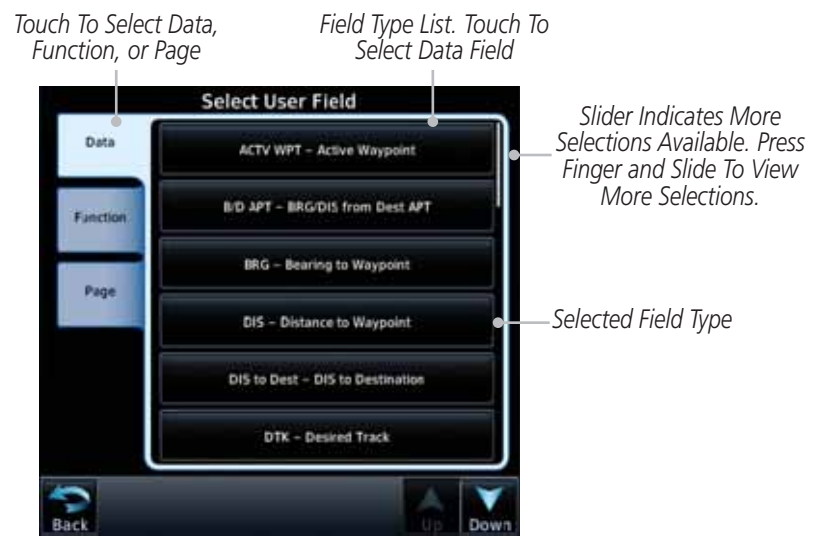 Touch To Select Data,
Function, or Page
Field Type List. Touch To
Select Data Field
Select User Field
Data
Function
Page
ACTV WPT – Active Waypoint
B/D APT – BRG/DIS from Dest APT
BRG – Bearing to Waypoint
DIS – Distance to Waypoint
DIS to Dest – DIS to Destination
DTK – Desired Track
Slider Indicates More
Selections Available. Press
Finger and Slide To View
More Selections.
Selected Field Type
Back
Up
Down